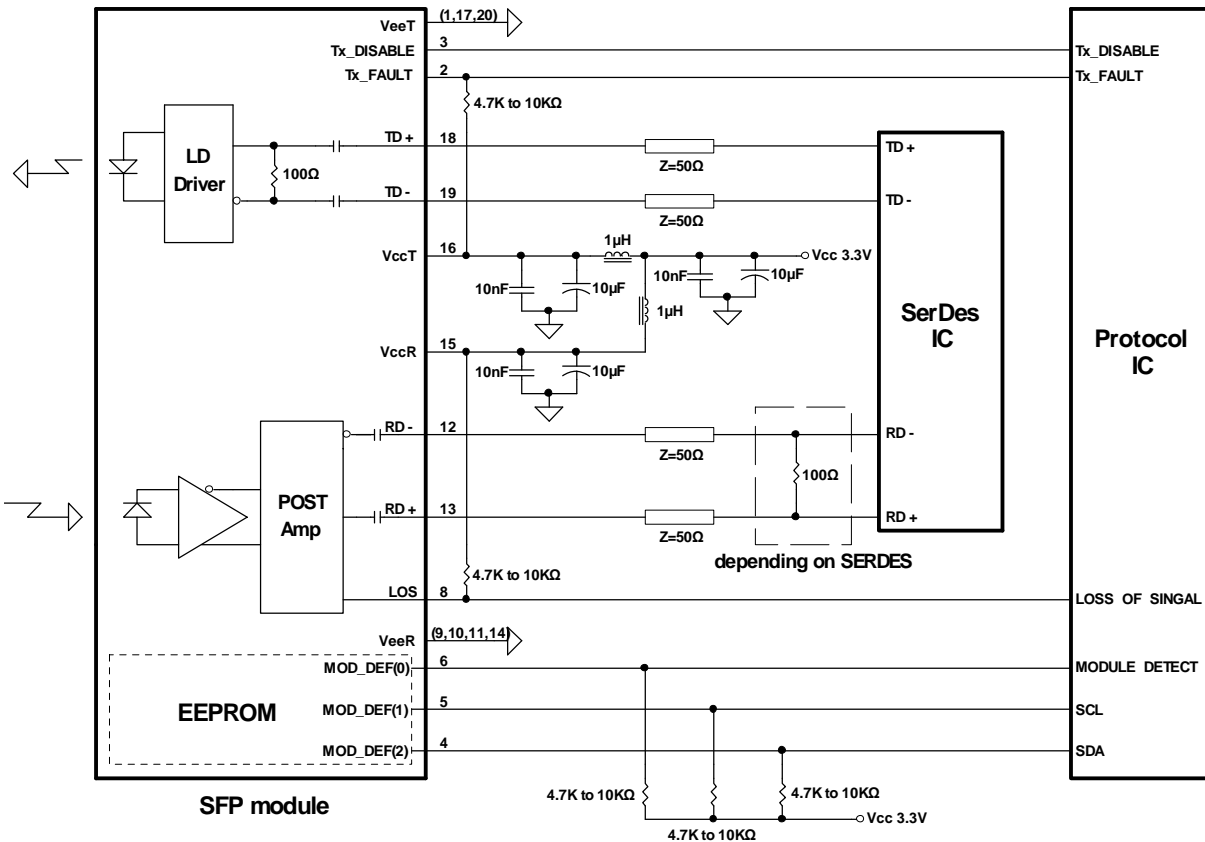 VeeT
(1,17,20)
Tx_DISABLE
3
Tx_DISABLE
Tx_FAULT
2
Tx_FAULT
4.7K to 10KΩ
LD
Driver
100Ω
TD+
18
Z=50Ω
TD+
TD-
19
Z=50Ω
TD-
VccT
16
1µH
Vcc 3.3V
10nF
10µF
10nF
10µF
1µH
SerDes
IC
Protocol
IC
VccR
15
10nF
10µF
RD-
12
Z=50Ω
RD-
100Ω
POST
Amp
RD+
13
Z=50Ω
RD+
depending on SERDES
4.7K to 10KΩ
LOS
8
LOSS OF SINGAL
VeeR
(9,10,11,14)
EEPROM
MOD_DEF(0)
6
MODULE DETECT
MOD_DEF(1)
5
SCL
MOD_DEF(2)
4
SDA
SFP module
4.7K to 10KΩ
4.7K to 10KΩ
4.7K to 10KΩ
Vcc 3.3V